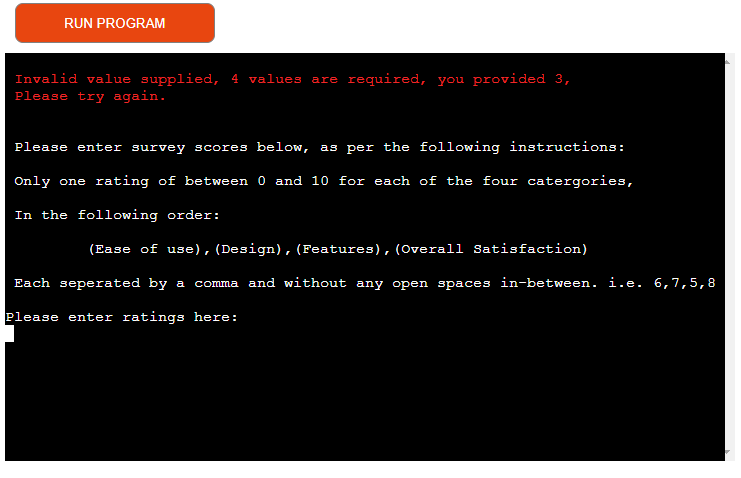 RUN PROGRAM
Invalid value supplied, 4 values are required, you provided 3,
Please try again.
Please enter survey scores below, as per the following instructions:
Only one rating of between 0 and 10 for each of the four catergories,
In the following order:
(Ease of use),(Design),(Features),(Overall Satisfaction)
Each seperated by a comma and without any open spaces in-between. i.e. 6,7,5,8
Please enter ratings here: